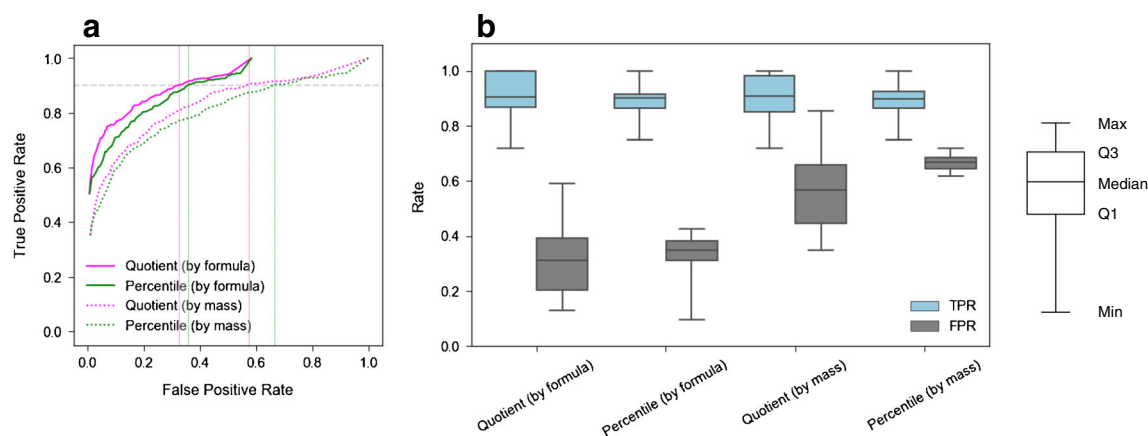 a
1.0
0.8
0.6
0.4
0.2
0.0
True Positive Rate
0.0 0.2 0.4 0.6 0.8 1.0
False Positive Rate
Quotient (by formula)
Percentile (by formula)
Quotient (by mass)
Percentile (by mass)
b
1.0
0.8
0.6
0.4
0.2
0.0
Rate
TPR
FPR
Quotient (by formula)
Percentile (by formula)
Quotient (by mass)
Percentile (by mass)
Max
Q3
Median
Q1
Min